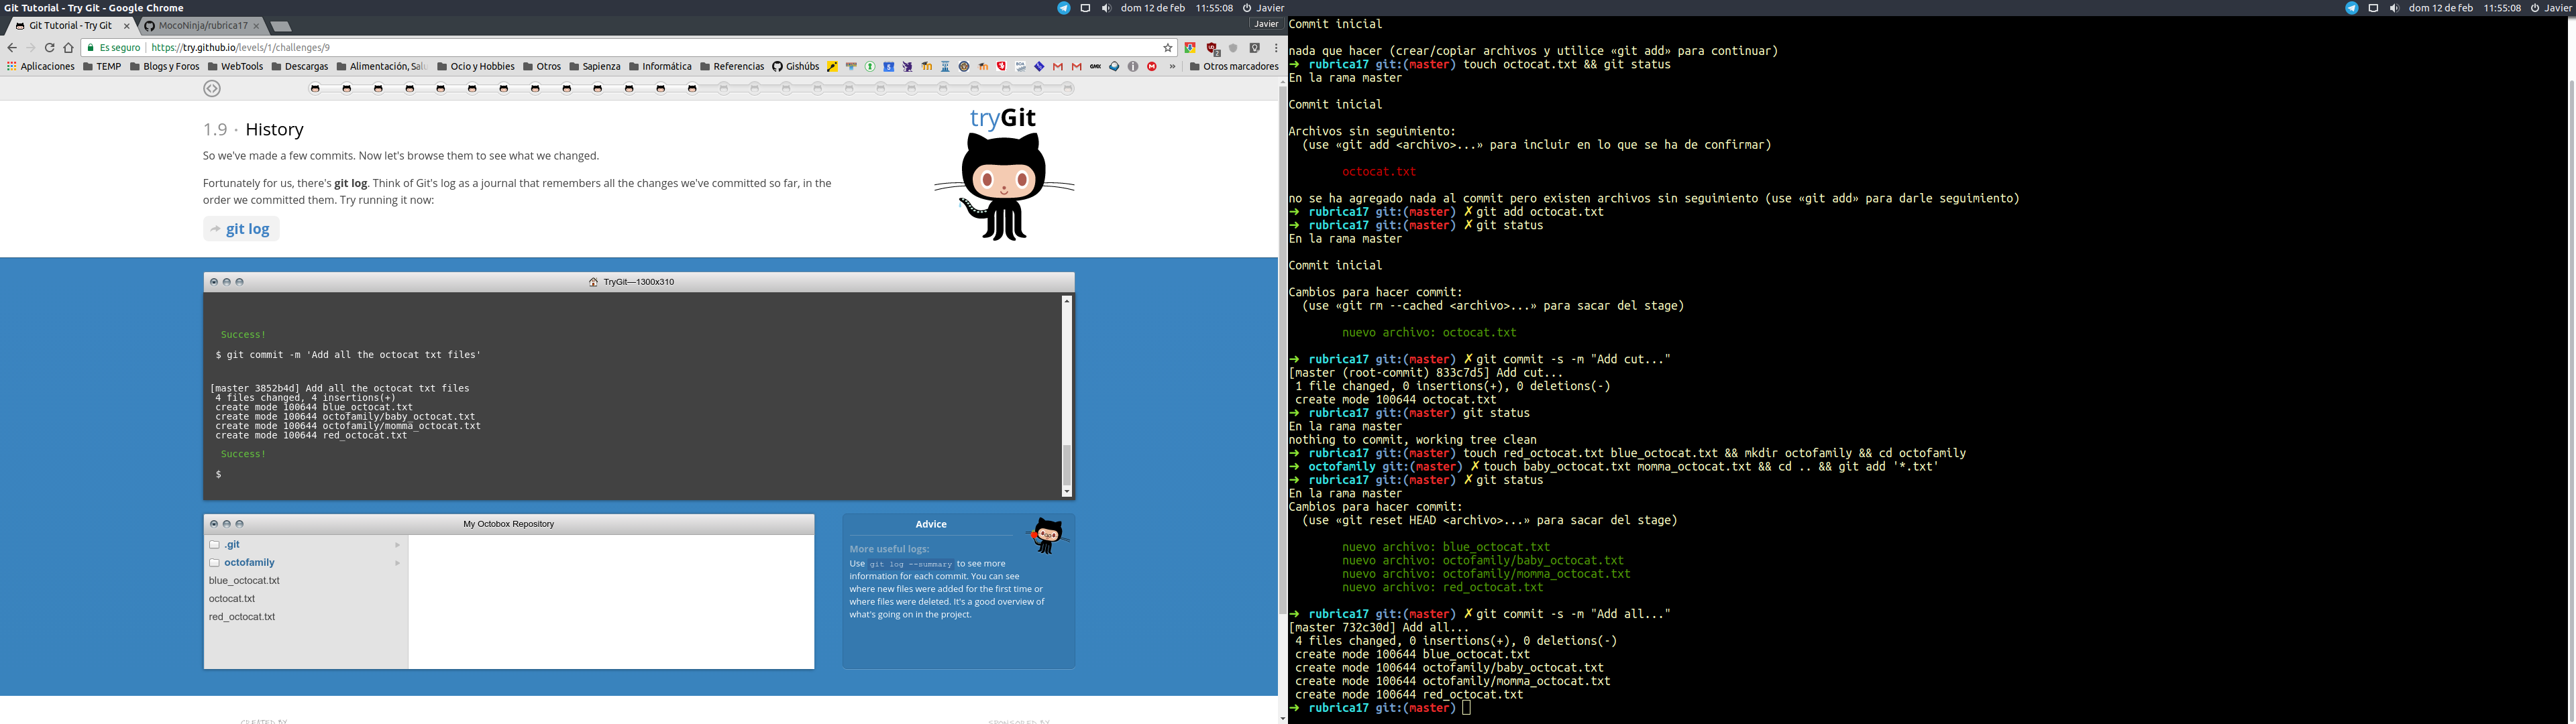 Git Tutorial - Try Git - Google Chrome
dom 12 de feb 11:55:08 Javier
Git Tutorial - Try Git
MocoNinja/rubrica17
Javier
Es seguro https://try.github.io/levels/1/challenges/9
Aplicaciones TEMP Blogs y Foros WebTools Descargas Alimentación, Salu Ocio y Hobbies Otros Sapienza Informática Referencias Gishúbs » Otros marcadores
tryGit
1.9 · History
So we've made a few commits. Now let's browse them to see what we changed.
Fortunately for us, there's git log. Think of Git's log as a journal that remembers all the changes we've committed so far, in the
order we committed them. Try running it now:
git log
TryGit—1300x310
Success!
$ git commit -m 'Add all the octocat txt files'
[master 3852b4d] Add all the octocat txt files
4 files changed, 4 insertions(+)
create mode 100644 blue_octocat.txt
create mode 100644 octofamily/baby_octocat.txt
create mode 100644 octofamily/momma_octocat.txt
create mode 100644 red_octocat.txt
Success!
$
My Octobox Repository
.git
octofamily
blue_octocat.txt
octocat.txt
red_octocat.txt
Advice
More useful logs:
Use git log --summary to see more
information for each commit. You can see
where new files were added for the first time or
where files were deleted. It's a good overview of
what's going on in the project.
CREATED BY
SPONSORED BY
dom 12 de feb 11:55:08 Javier
Commit inicial
nada que hacer (crear/copiar archivos y utilice «git add» para continuar)
➜ rubrica17 git:(master) touch octocat.txt && git status
En la rama master
Commit inicial
Archivos sin seguimiento:
(use «git add <archivo>...» para incluir en lo que se ha de confirmar)
octocat.txt
no se ha agregado nada al commit pero existen archivos sin seguimiento (use «git add» para darle seguimiento)
➜ rubrica17 git:(master) ✗ git add octocat.txt
➜ rubrica17 git:(master) ✗ git status
En la rama master
Commit inicial
Cambios para hacer commit:
(use «git rm --cached <archivo>...» para sacar del stage)
nuevo archivo: octocat.txt
➜ rubrica17 git:(master) ✗ git commit -s -m "Add cut..."
[master (root-commit) 833c7d5] Add cut...
1 file changed, 0 insertions(+), 0 deletions(-)
create mode 100644 octocat.txt
➜ rubrica17 git:(master) git status
En la rama master
nothing to commit, working tree clean
➜ rubrica17 git:(master) touch red_octocat.txt blue_octocat.txt && mkdir octofamily && cd octofamily
➜ octofamily git:(master) ✗ touch baby_octocat.txt momma_octocat.txt && cd .. && git add '*.txt'
➜ rubrica17 git:(master) ✗ git status
En la rama master
Cambios para hacer commit:
(use «git reset HEAD <archivo>...» para sacar del stage)
nuevo archivo: blue_octocat.txt
nuevo archivo: octofamily/baby_octocat.txt
nuevo archivo: octofamily/momma_octocat.txt
nuevo archivo: red_octocat.txt
➜ rubrica17 git:(master) ✗ git commit -s -m "Add all..."
[master 732c30d] Add all...
4 files changed, 0 insertions(+), 0 deletions(-)
create mode 100644 blue_octocat.txt
create mode 100644 octofamily/baby_octocat.txt
create mode 100644 octofamily/momma_octocat.txt
create mode 100644 red_octocat.txt
➜ rubrica17 git:(master)